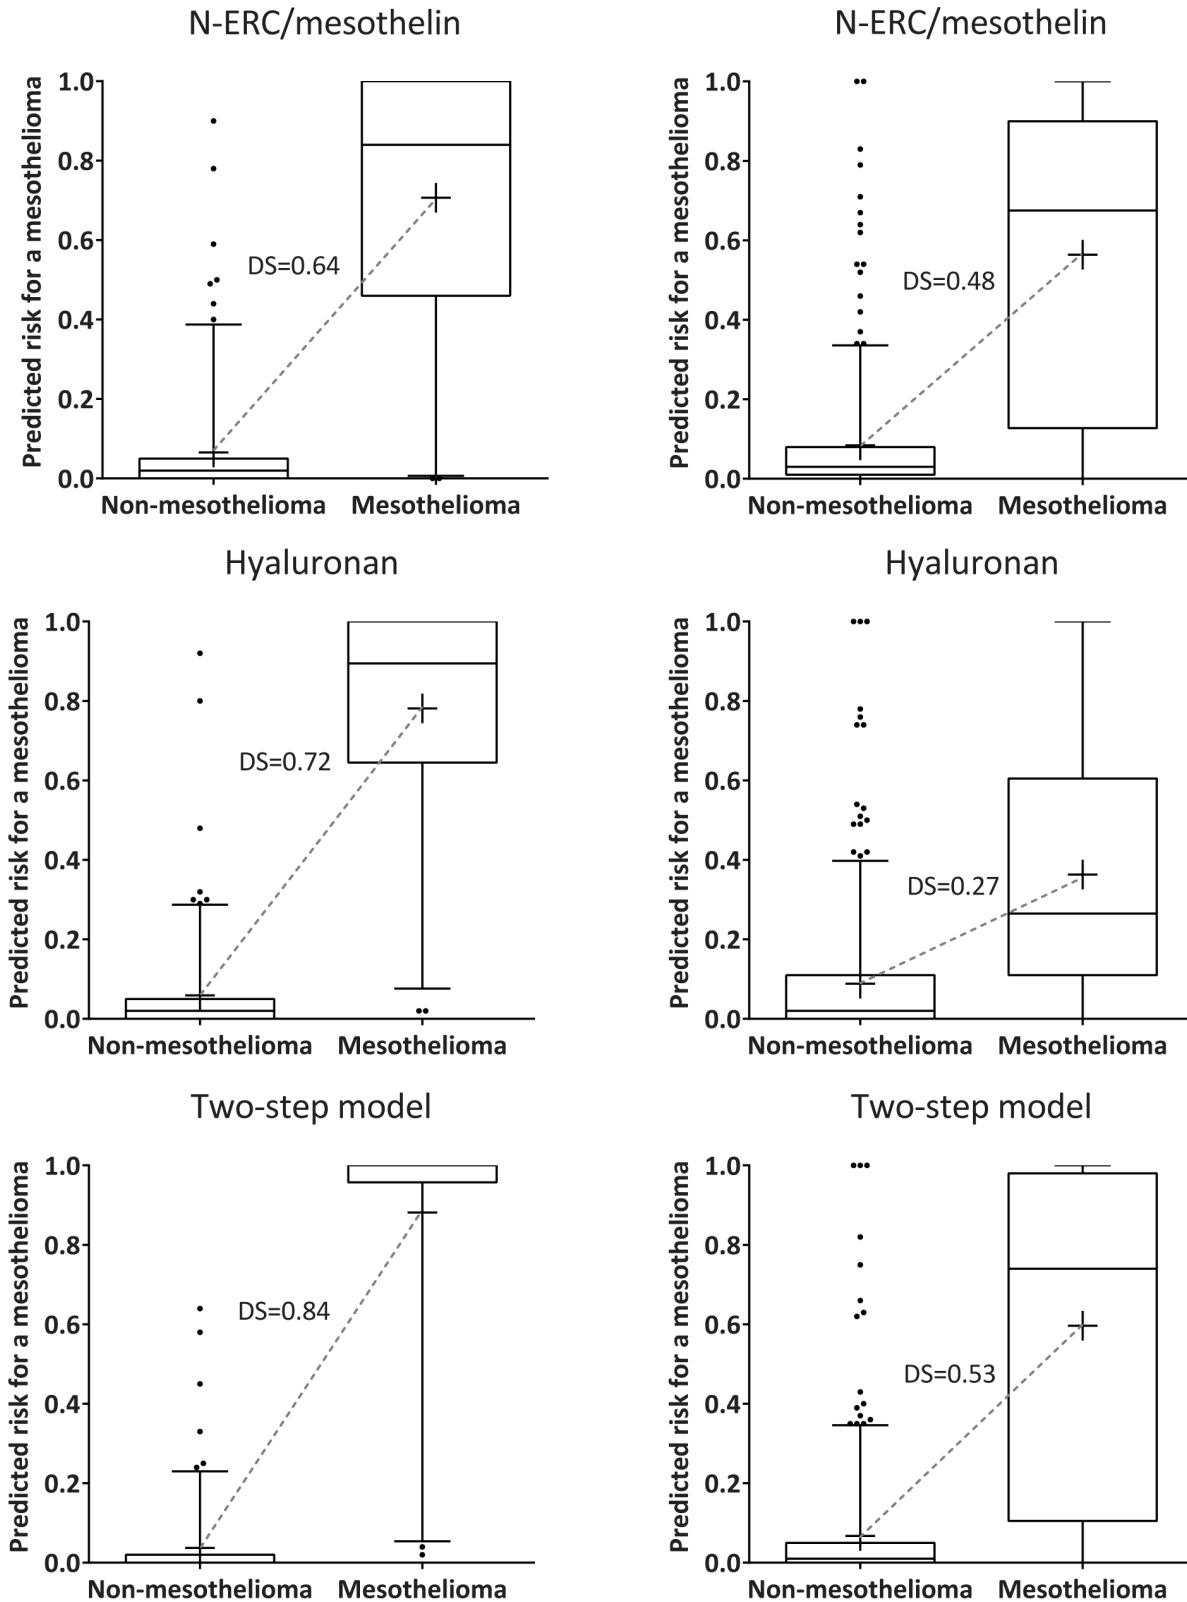 N-ERC/mesothelin
Predicted risk for a mesothelioma
1.0
0.8
0.6
0.4
0.2
0.0
DS=0.64
Non-mesothelioma Mesothelioma
N-ERC/mesothelin
Predicted risk for a mesothelioma
1.0
0.8
0.6
0.4
0.2
0.0
DS=0.48
Non-mesothelioma Mesothelioma
Hyaluronan
Predicted risk for a mesothelioma
1.0
0.8
0.6
0.4
0.2
0.0
DS=0.72
Non-mesothelioma Mesothelioma
Hyaluronan
Predicted risk for a mesothelioma
1.0
0.8
0.6
0.4
0.2
0.0
DS=0.27
Non-mesothelioma Mesothelioma
Two-step model
Predicted risk for a mesothelioma
1.0
0.8
0.6
0.4
0.2
0.0
DS=0.84
Non-mesothelioma Mesothelioma
Two-step model
Predicted risk for a mesothelioma
1.0
0.8
0.6
0.4
0.2
0.0
DS=0.53
Non-mesothelioma Mesothelioma